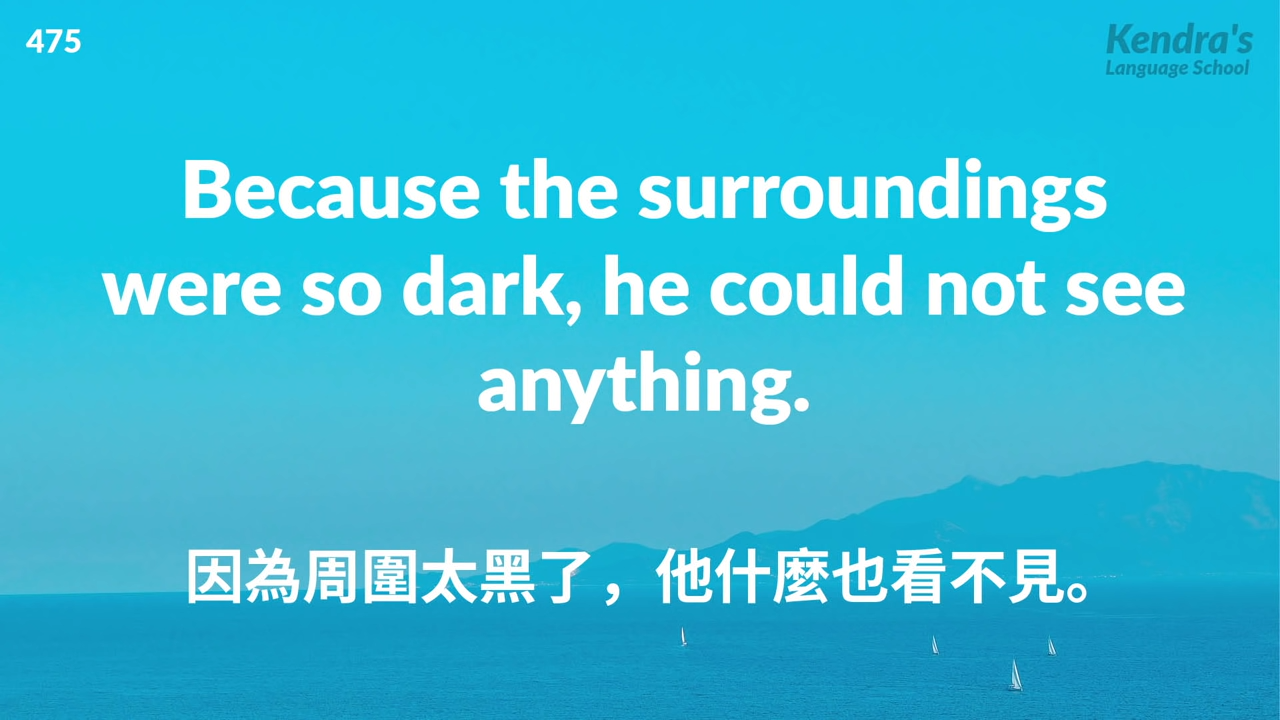 475
Kendra's
Language School
Because the surroundings
were so dark, he could not see
anything.
因為周圍太黑了，他什麼也看不見。